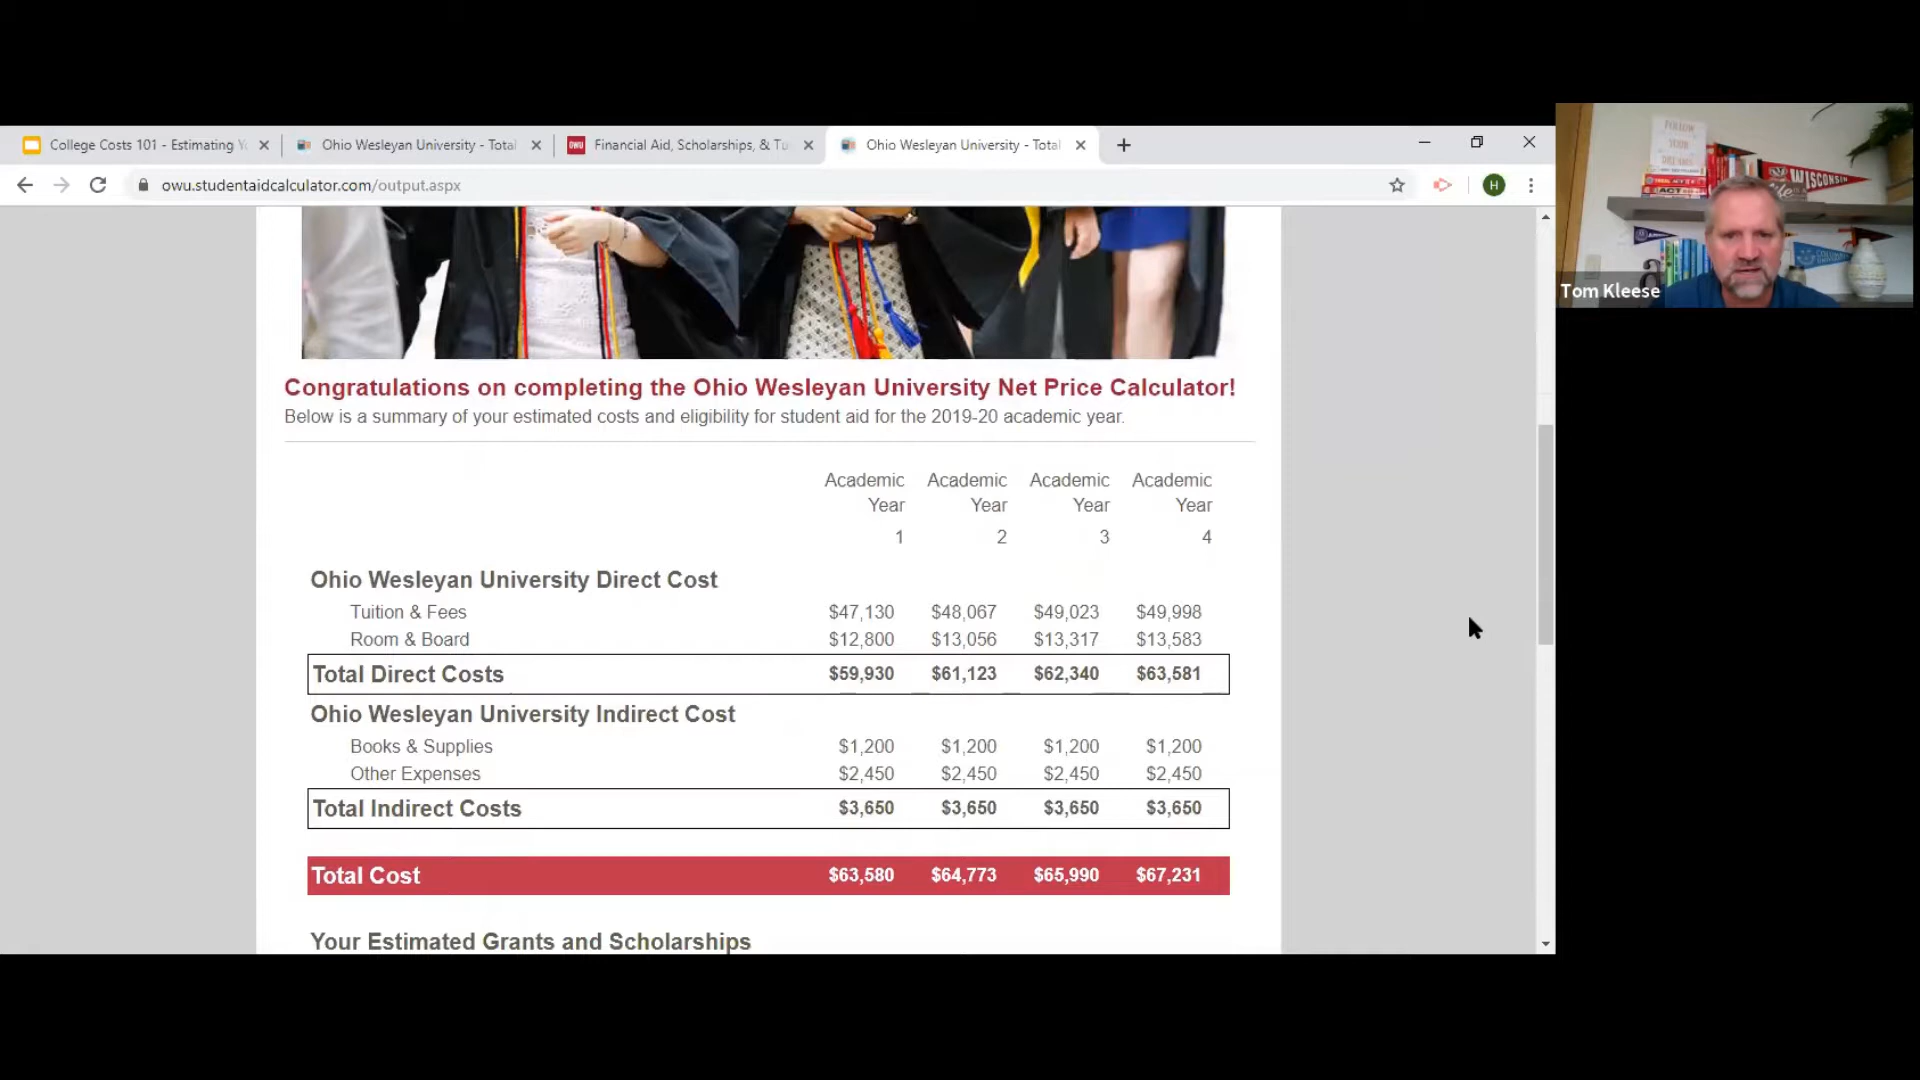 College Costs 101 - Estimating Y
Ohio Wesleyan University - Total
OWU
Financial Aid, Scholarships, & Tu
Ohio Wesleyan University - Total
owu.studentaidcalculator.com/output.aspx
H
FOLLOW
YOUR
DREAMS
WISCONSIN
ACT
Tom Kleese
Congratulations on completing the Ohio Wesleyan University Net Price Calculator!
Below is a summary of your estimated costs and eligibility for student aid for the 2019-20 academic year.
Academic Academic Academic Academic
Year Year Year Year
1 2 3 4
Ohio Wesleyan University Direct Cost
Tuition & Fees $47,130 $48,067 $49,023 $49,998
Room & Board $12,800 $13,056 $13,317 $13,583
Total Direct Costs $59,930 $61,123 $62,340 $63,581
Ohio Wesleyan University Indirect Cost
Books & Supplies $1,200 $1,200 $1,200 $1,200
Other Expenses $2,450 $2,450 $2,450 $2,450
Total Indirect Costs $3,650 $3,650 $3,650 $3,650
Total Cost $63,580 $64,773 $65,990 $67,231
Your Estimated Grants and Scholarships